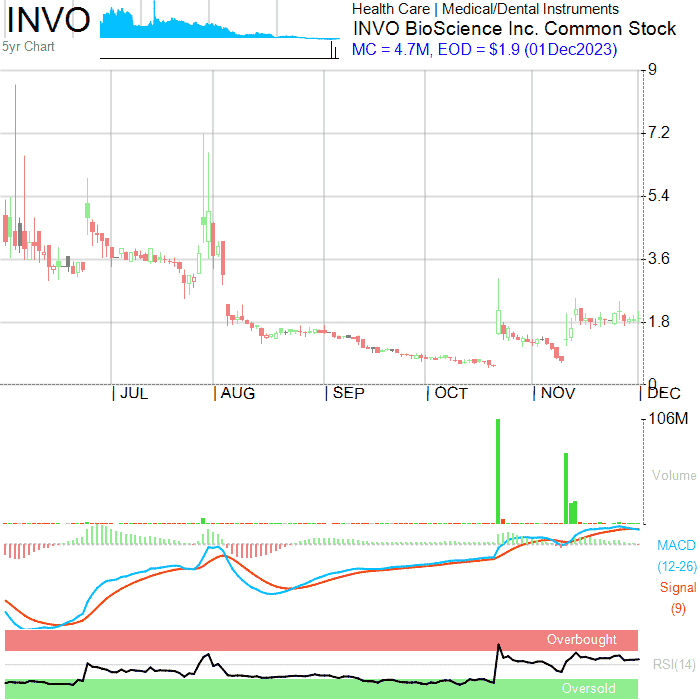 INVO
5yr Chart
Health Care | Medical/Dental Instruments
INVO BioScience Inc. Common Stock
MC = 4.7M, EOD = $1.9 (01Dec2023)
9
7.2
5.4
3.6
1.8
0
JUL
AUG
SEP
OCT
NOV
DEC
106M
Volume
MACD
(12-26)
Signal
(9)
Overbought
RSI(14)
Oversold